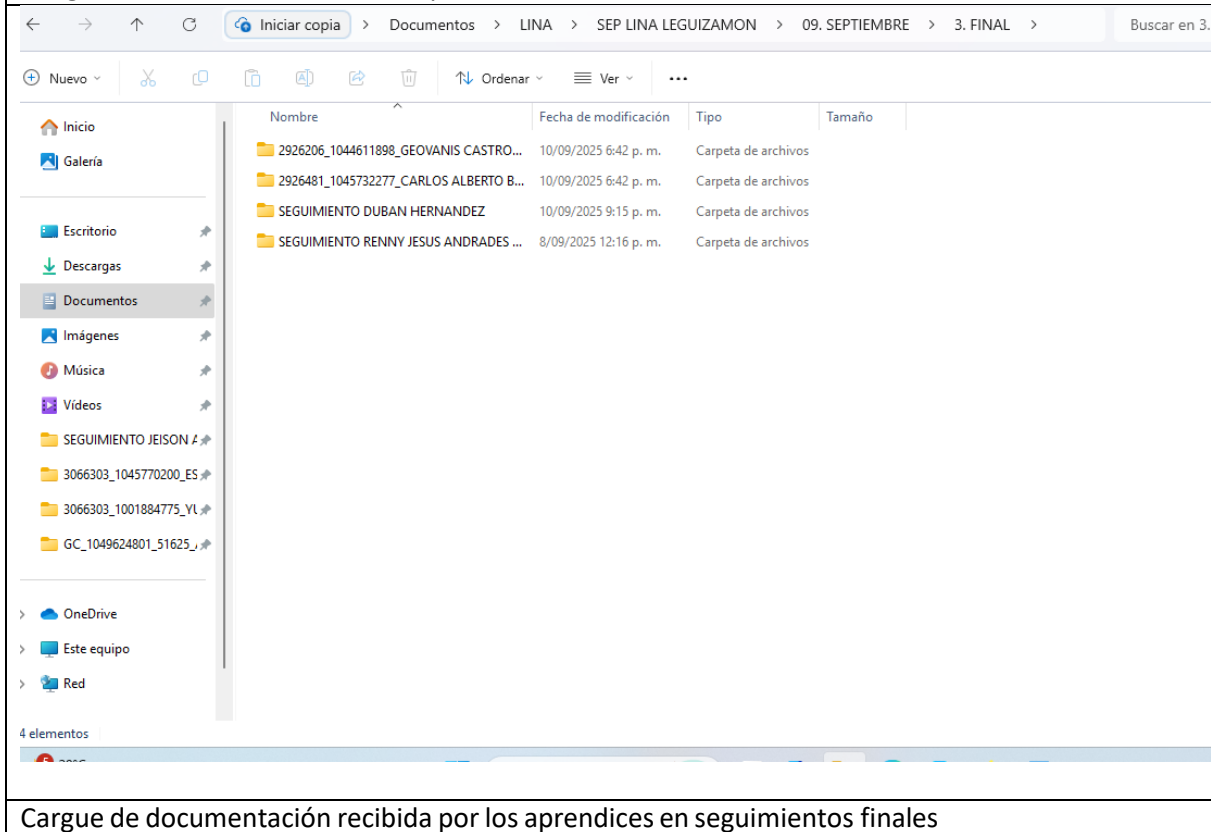 Iniciar copia > Documentos > LINA > SEP LINA LEGUIZAMON > 09. SEPTIEMBRE > 3. FINAL > Buscar en 3.
Nuevo Ordenar Ver ...
Nombre Fecha de modificación Tipo Tamaño
Inicio
Galería
Escritorio
Descargas
Documentos
Imágenes
Música
Vídeos
SEGUIMIENTO JEISON A
3066303_1045770200_ES
3066303_1001884775_YU
GC_1049624801_51625_
OneDrive
Este equipo
Red
2926206_1044611898_GEOVANIS CASTRO... 10/09/2025 6:42 p. m. Carpeta de archivos
2926481_1045732277_CARLOS ALBERTO B... 10/09/2025 6:42 p. m. Carpeta de archivos
SEGUIMIENTO DUBAN HERNANDEZ 10/09/2025 9:15 p. m. Carpeta de archivos
SEGUIMIENTO RENNY JESUS ANDRADES ... 8/09/2025 12:16 p. m. Carpeta de archivos
4 elementos
Cargue de documentación recibida por los aprendices en seguimientos finales